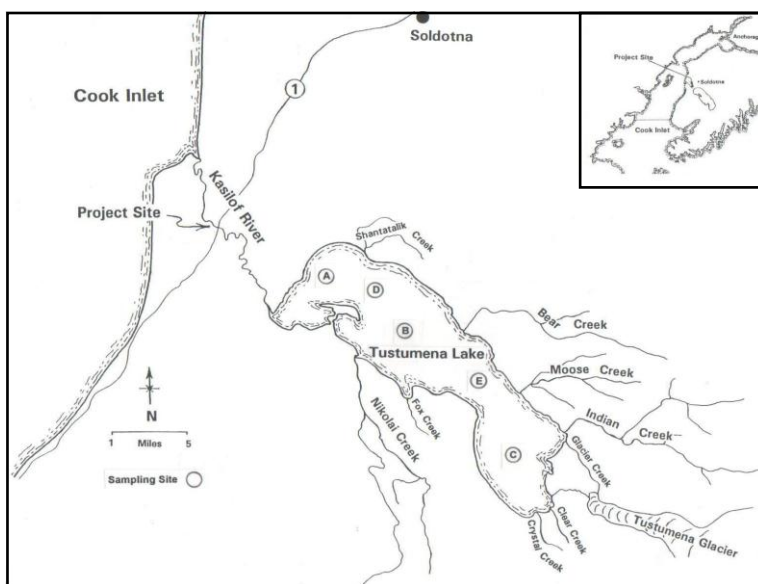 Soldotna
Cook Inlet
1
Kasilof River
Project Site
Shantatalik Creek
A
D
B
Tustumena Lake
E
C
Bear Creek
Moose Creek
Indian Creek
Glacier Creek
Tustumena Glacier
Clear Creek
Crystal Creek
Fox Creek
Nikolai Creek
N
1 Miles 5
Sampling Site
Project Site
Soldotna
Cook Inlet